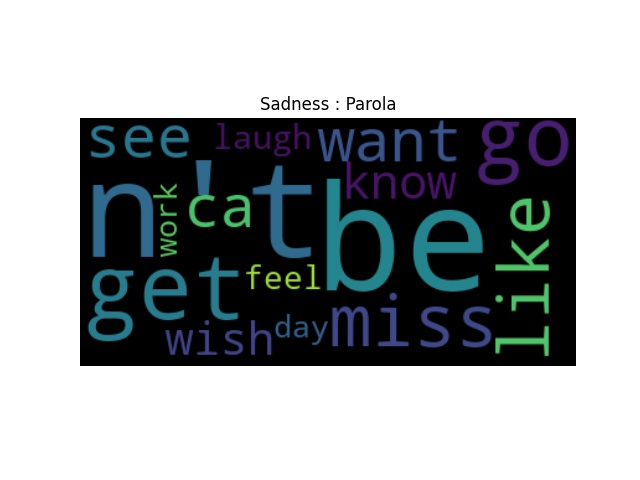 Sadness : Parola
see laugh want go
n't work ca know
be like
get feel
wish day miss